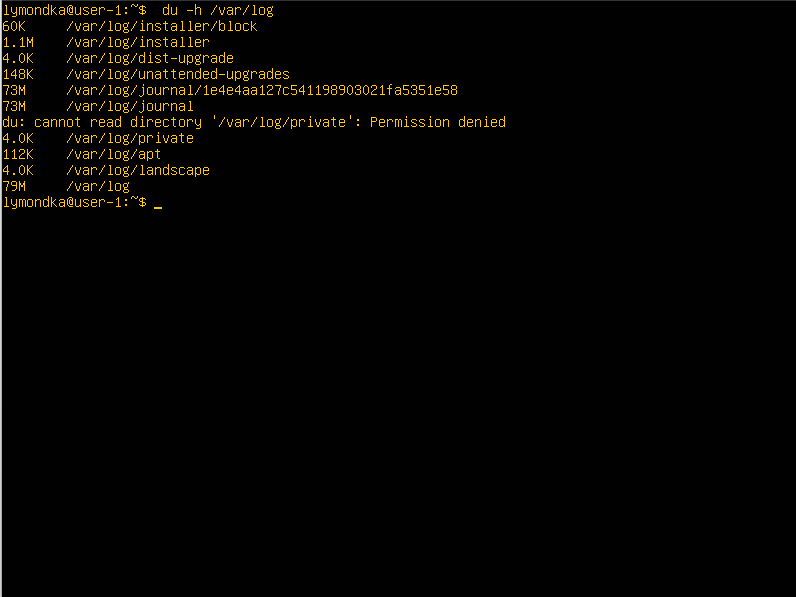 lymondka@user-1:~$  du -h /var/log
60K     /var/log/installer/block
1.1M    /var/log/installer
4.0K    /var/log/dist-upgrade
148K    /var/log/unattended-upgrades
73M     /var/log/journal/1e4e4aa127c541198903021fa5351e58
73M     /var/log/journal
du: cannot read directory '/var/log/private': Permission denied
4.0K    /var/log/private
112K    /var/log/apt
4.0K    /var/log/landscape
79M     /var/log
lymondka@user-1:~$ _